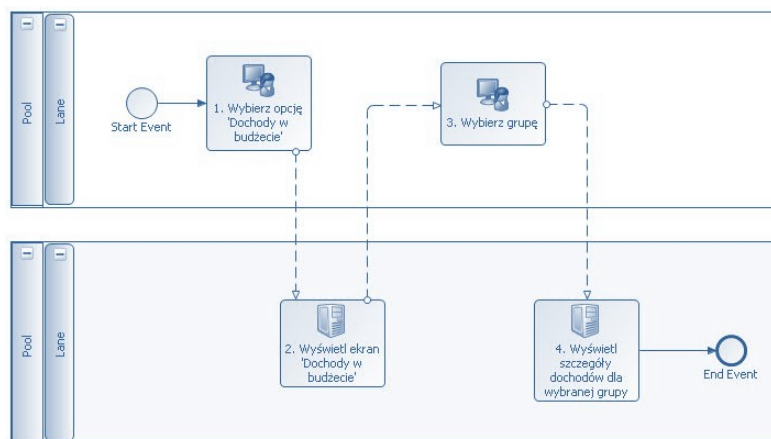 Pool
Lane
Start Event
1. Wybierz opcję
'Dochody w
budżecie'
3. Wybierz grupę
Pool
Lane
2. Wyświetl ekran
'Dochody w
budżecie'
4. Wyświetl
szczegóły
dochodów dla
wybranej grupy
End Event